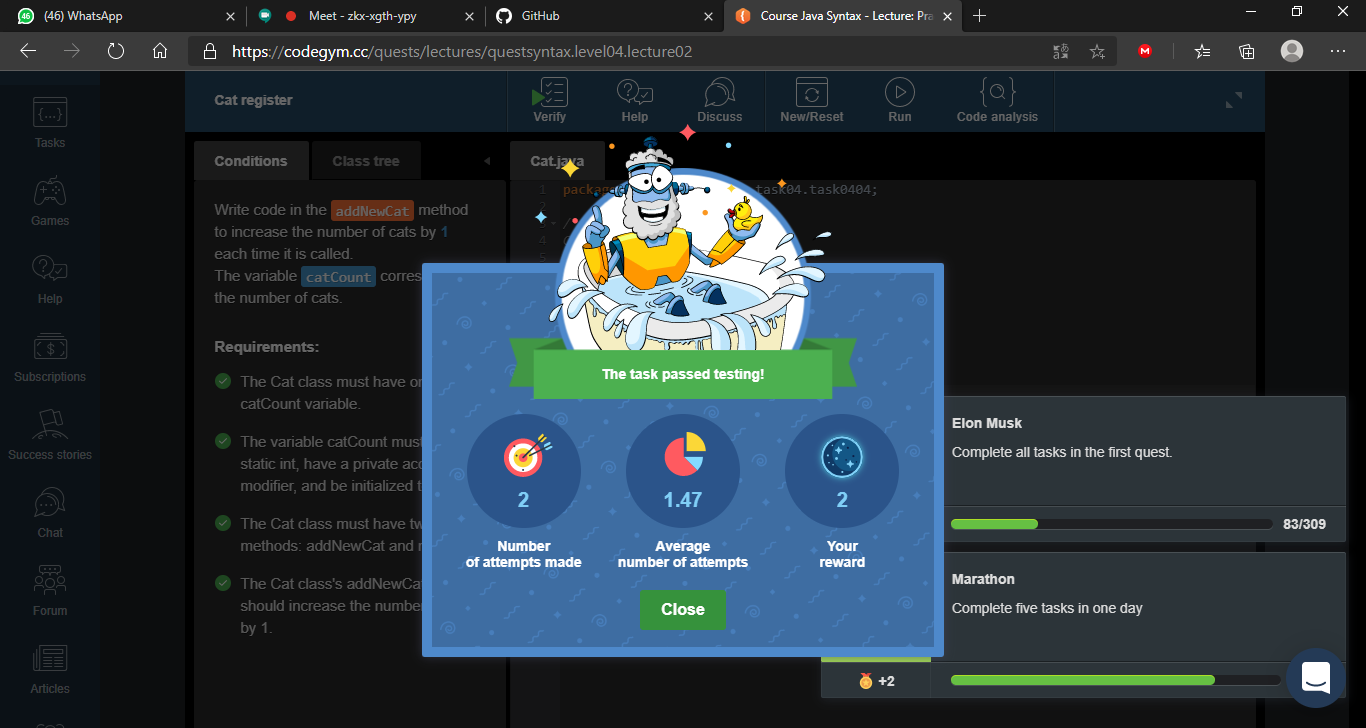 (46) WhatsApp
Meet - zkx-xgth-ypy
GitHub
Course Java Syntax - Lecture: Pra
https://codegym.cc/quests/lectures/questsyntax.level04.lecture02
Cat register
Verify
Help
Discuss
New/Reset
Run
Code analysis
Tasks
Games
Help
Subscriptions
Success stories
Chat
Forum
Articles
Conditions
Class tree
Cat.java
Write code in the addNewCat method
to increase the number of cats by 1
each time it is called.
The variable catCount corres
the number of cats.
Requirements:
The Cat class must have or
catCount variable.
The variable catCount must
static int, have a private acc
modifier, and be initialized t
The Cat class must have tw
methods: addNewCat and
The Cat class's addNewCa
should increase the number
by 1.
1 packag task04.task0404;
4
5
The task passed testing!
2
Number
of attempts made
1.47
Average
number of attempts
2
Your
reward
Close
Elon Musk
Complete all tasks in the first quest.
83/309
Marathon
Complete five tasks in one day
+2